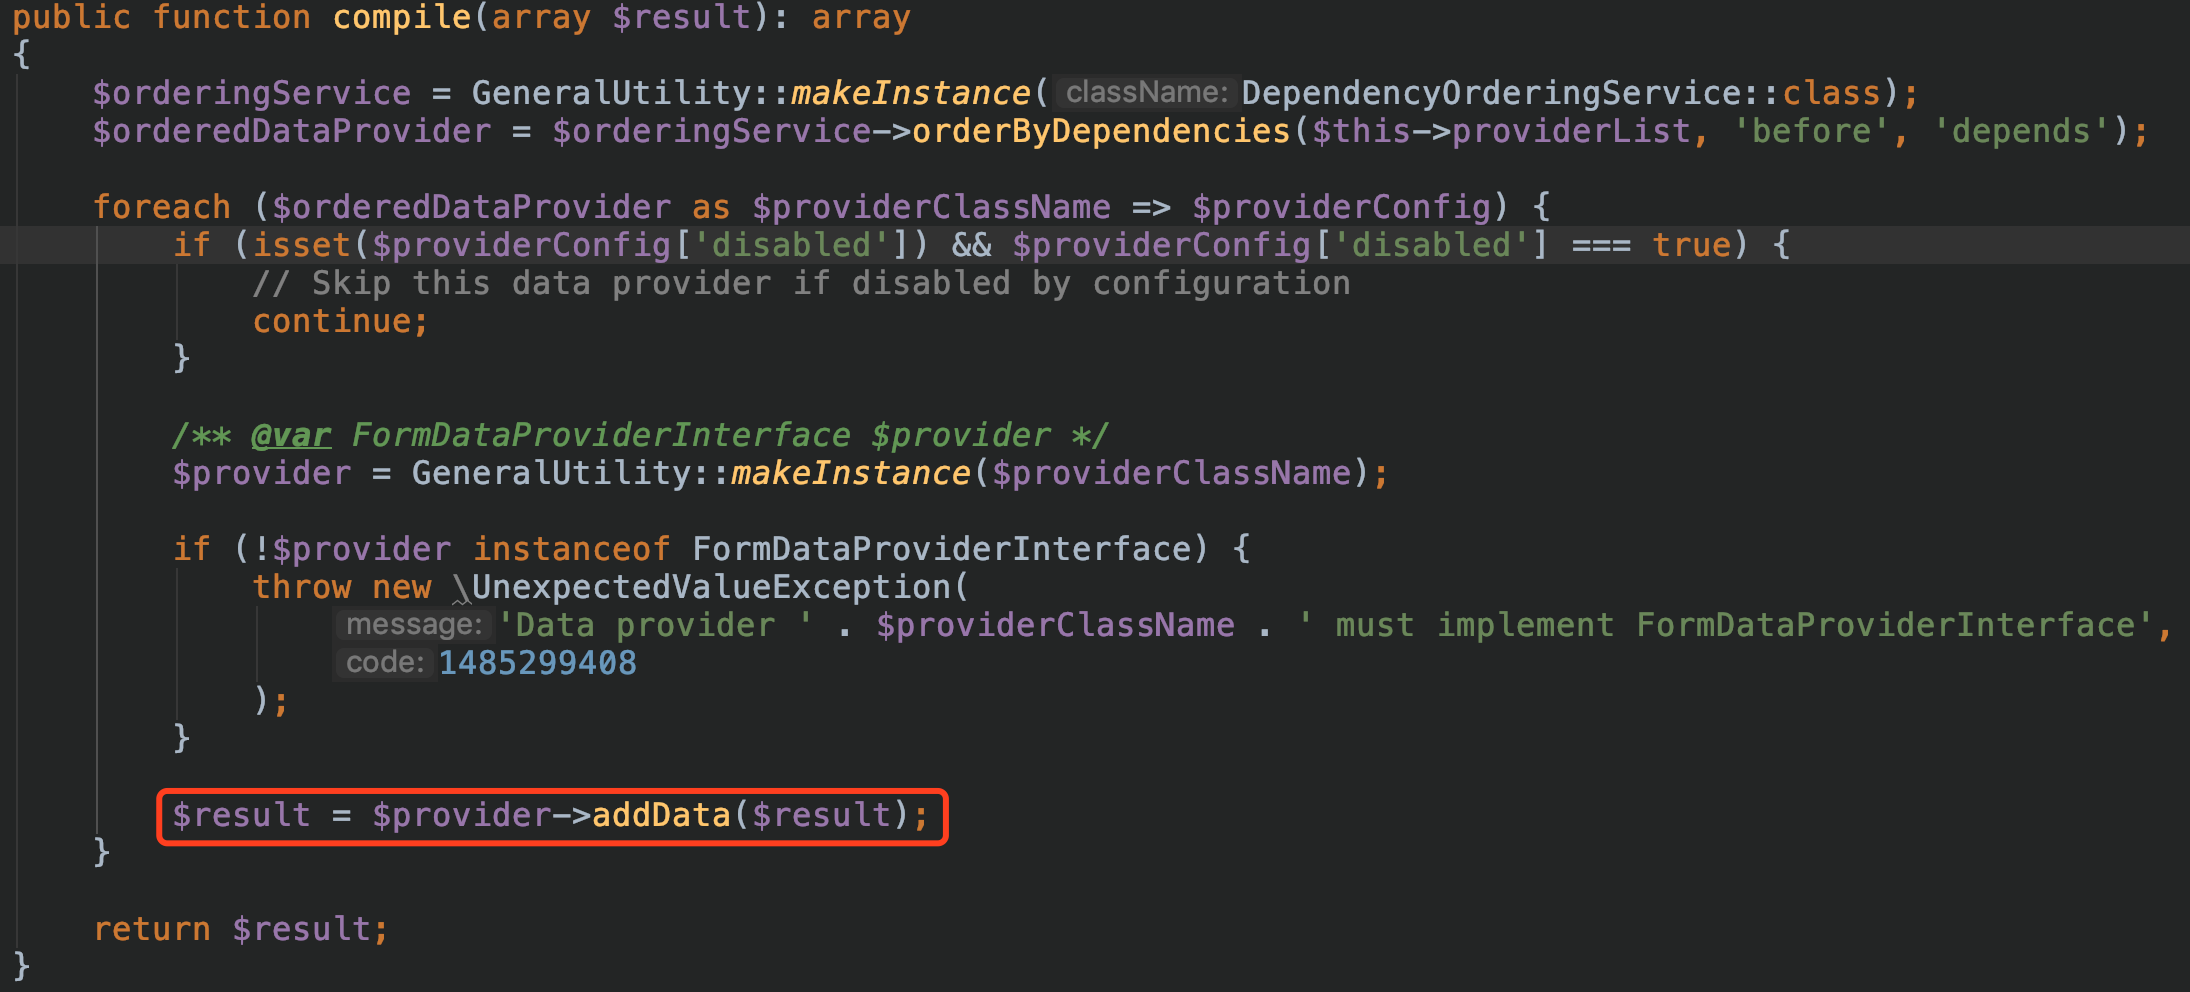 public function compile(array $result): array
{
    $orderingService = GeneralUtility::makeInstance( className: DependencyOrderingService::class);
    $orderedDataProvider = $orderingService->orderByDependencies($this->providerList, 'before', 'depends');
    foreach ($orderedDataProvider as $providerClassName => $providerConfig) {
        if (isset($providerConfig['disabled']) && $providerConfig['disabled'] === true) {
            // Skip this data provider if disabled by configuration
            continue;
        }
        /** @var FormDataProviderInterface $provider */
        $provider = GeneralUtility::makeInstance($providerClassName);
        if (!$provider instanceof FormDataProviderInterface) {
            throw new \UnexpectedValueException(
                message: 'Data provider ' . $providerClassName . ' must implement FormDataProviderInterface',
                code: 1485299408
            );
        }
        $result = $provider->addData($result);
    }
    return $result;
}